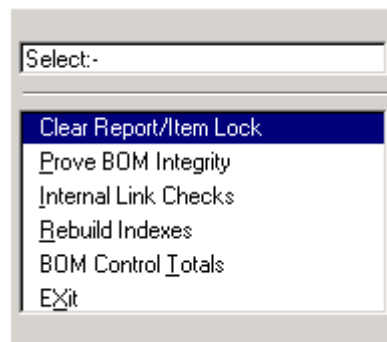 Select:-
Clear Report/Item Lock
Prove BOM Integrity
Internal Link Checks
Rebuild Indexes
BOM Control Totals
EXit